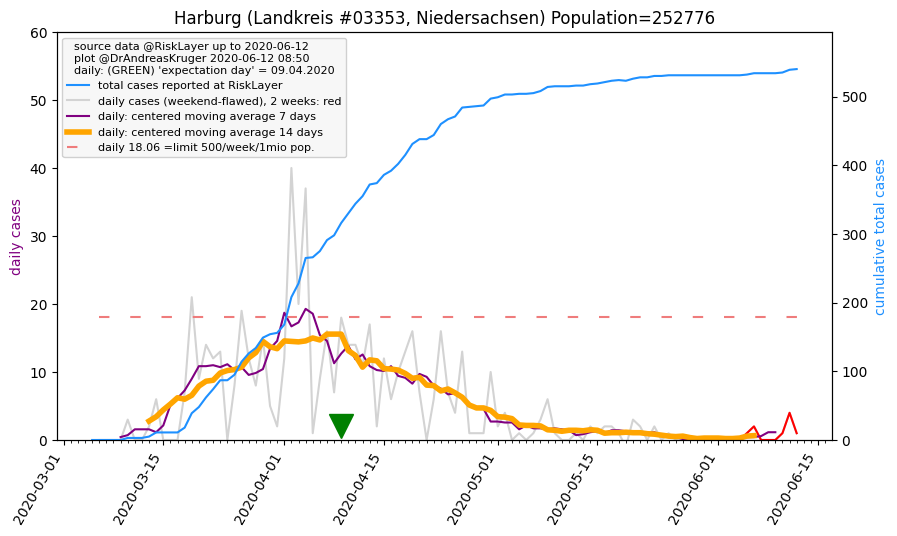 Harburg (Landkreis #03353, Niedersachsen) Population=252776
source data @RiskLayer up to 2020-06-12
plot @DrAndreasKruger 2020-06-12 08:50
daily: (GREEN) 'expectation day' = 09.04.2020
total cases reported at RiskLayer
daily cases (weekend-flawed), 2 weeks: red
daily: centered moving average 7 days
daily: centered moving average 14 days
daily 18.06 =limit 500/week/1mio pop.
daily cases
60
50
40
30
20
10
0
cumulative total cases
500
400
300
200
100
0
2020-03-01
2020-03-15
2020-04-01
2020-04-15
2020-05-01
2020-05-15
2020-06-01
2020-06-15